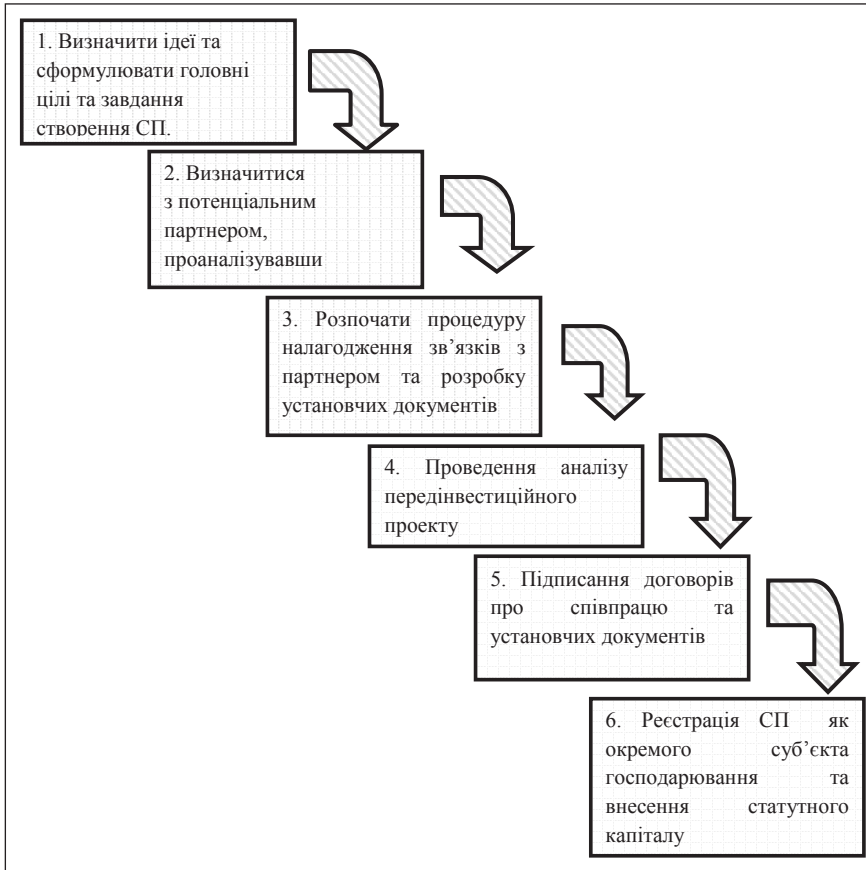 1. Визначити ідеї та
сформулювати головні
цілі та завдання
створення СП.
2. Визначитися
з потенціальним
партнером,
проаналізувавши
3. Розпочати процедуру
налагодження зв’язків з
партнером та розробку
установчих документів
4. Проведення аналізу
передінвестиційного
проекту
5. Підписання договорів
про співпрацю та
установчих документів
6. Реєстрація СП як
окремого суб’єкта
господарювання та
внесення статутного
капіталу